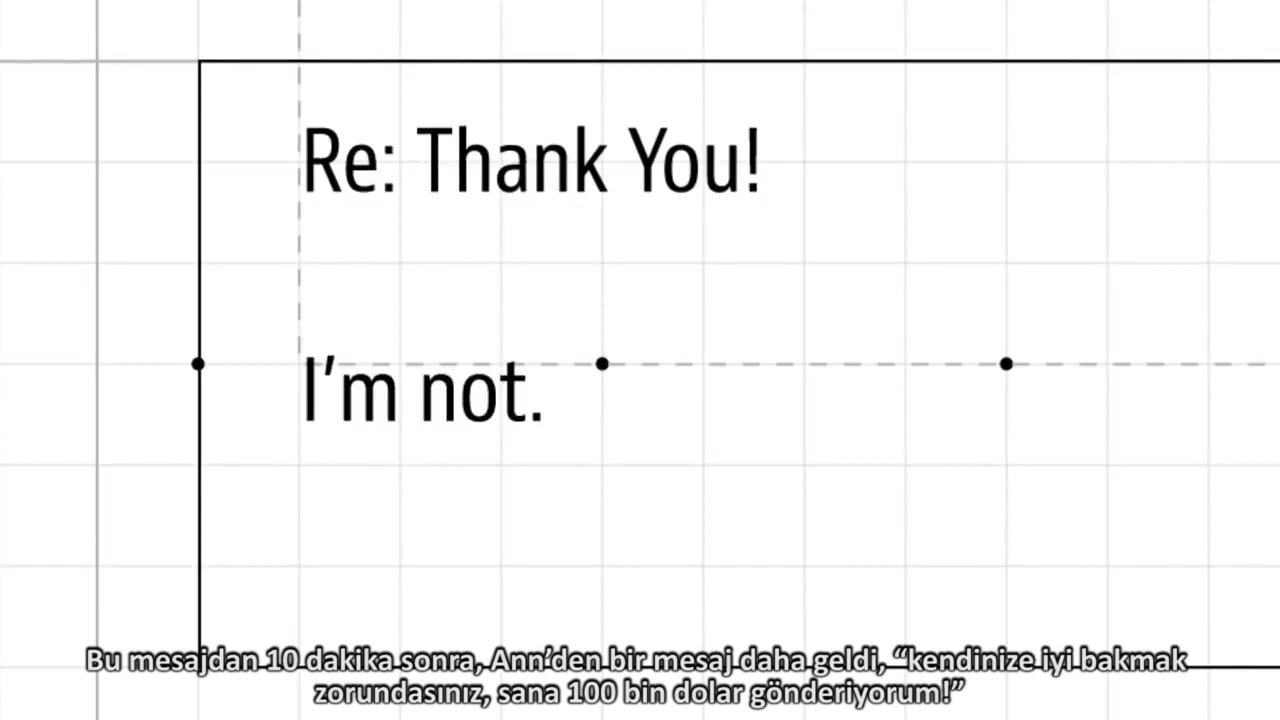 Re: Thank You!
I’m not.
Bu mesajdan 10 dakika sonra, Ann’den bir mesaj daha geldi, “kendinize iyi bakmak
zorundasınız, sana 100 bin dolar gönderiyorum!”